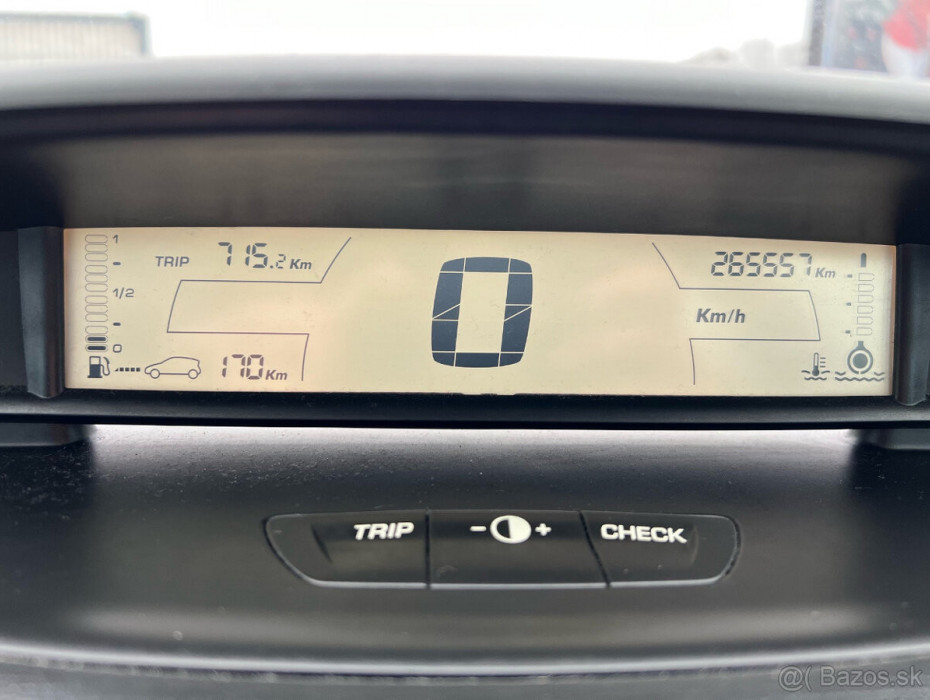 1
TRIP 715.2 Km
265557 Km
1/2
Km/h
0
0
170 Km
TRIP
- +
CHECK
@( Bazos.sk